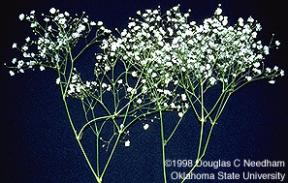 ©1998 Douglas C Needham
Oklahoma State University